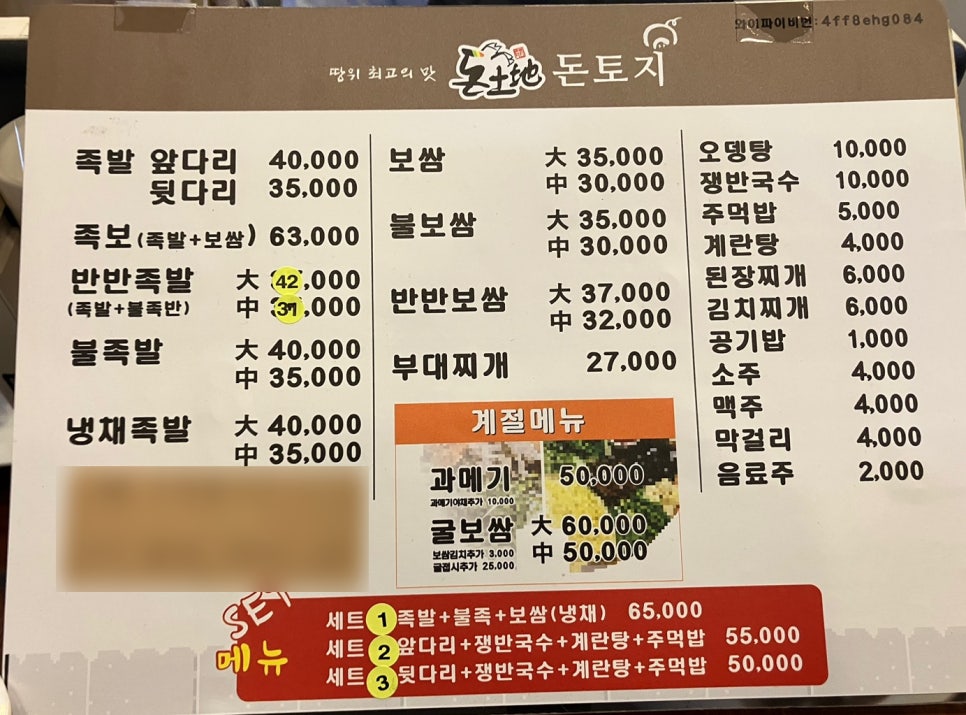 와이파이비번:4ff8ehg084
땅위 최고의 맛 돈土地 돈토지
족발 앞다리 40,000
뒷다리 35,000
족보(족발+보쌈) 63,000
반반족발 大 42,000
(족발+불족반) 中 37,000
불족발 大 40,000
中 35,000
냉채족발 大 40,000
中 35,000
보쌈 大 35,000
中 30,000
불보쌈 大 35,000
中 30,000
반반보쌈 大 37,000
中 32,000
부대찌개 27,000
계절메뉴
과메기 50,000
과메기야채추가 10.000
굴보쌈 大 60,000
보쌈김치추가 3.000 中 50,000
굴접시추가 25.000
오뎅탕 10,000
쟁반국수 10,000
주먹밥 5,000
계란탕 4,000
된장찌개 6,000
김치찌개 6,000
공기밥 1,000
소주 4,000
맥주 4,000
막걸리 4,000
음료주 2,000
SET
메뉴
세트 1 족발+불족+보쌈(냉채) 65,000
세트 2 앞다리+쟁반국수+계란탕+주먹밥 55,000
세트 3 뒷다리+쟁반국수+계란탕+주먹밥 50,000